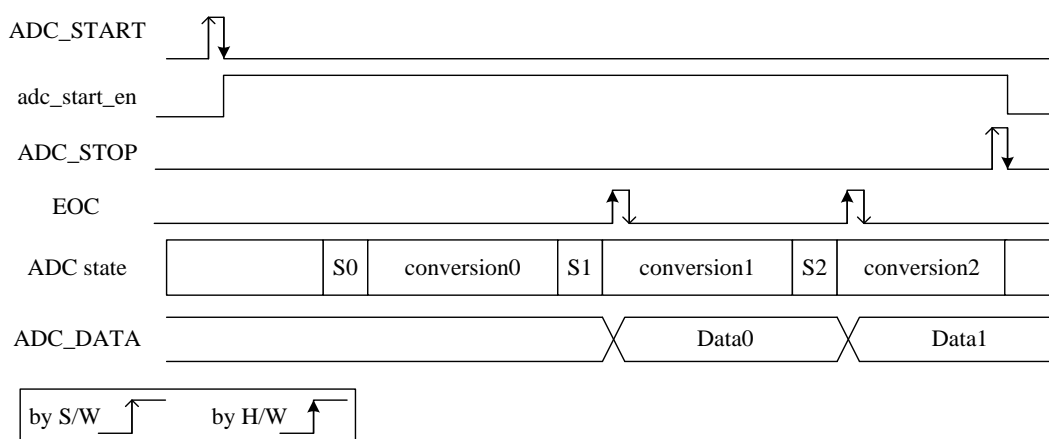 ADC_START
adc_start_en
ADC_STOP
EOC
ADC state S0 conversion0 S1 conversion1 S2 conversion2
ADC_DATA Data0 Data1
by S/W by H/W